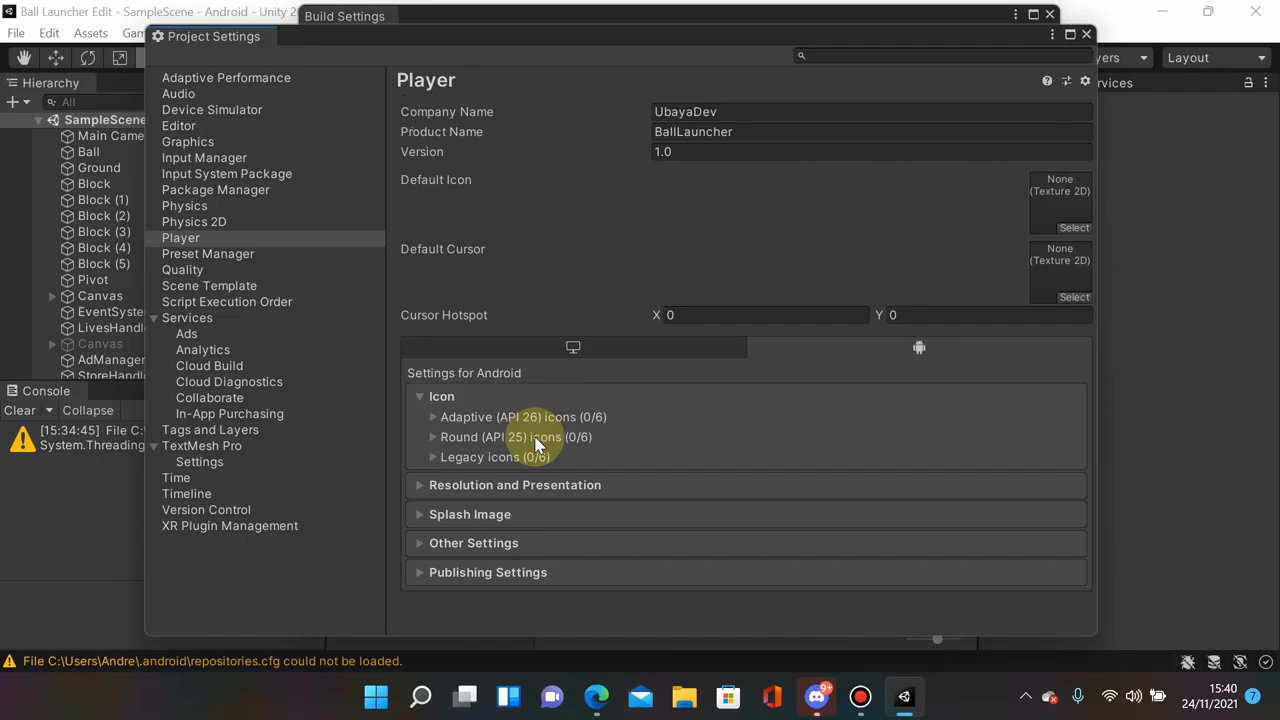 Ball Launcher Edit - SampleScene - Android - Unity 20
Build Settings
File Edit Assets Gam
Project Settings
yers
Layout
Hierarchy
All
SampleScene
Main Came
Ball
Ground
Block
Block (1)
Block (2)
Block (3)
Block (4)
Block (5)
Pivot
Canvas
EventSyste
LivesHandl
Canvas
AdManager
StoreHandl
Console
Clear
Collapse
[15:34:45] File C:\
System.Threading
Adaptive Performance
Audio
Device Simulator
Editor
Graphics
Input Manager
Input System Package
Package Manager
Physics
Physics 2D
Player
Preset Manager
Quality
Scene Template
Script Execution Order
Services
Ads
Analytics
Cloud Build
Cloud Diagnostics
Collaborate
In-App Purchasing
Tags and Layers
TextMesh Pro
Settings
Time
Timeline
Version Control
XR Plugin Management
Player
Company Name UbayaDev
Product Name BallLauncher
Version 1.0
Default Icon
None
(Texture 2D)
Select
Default Cursor
None
(Texture 2D)
Select
Cursor Hotspot X 0 Y 0
Settings for Android
Icon
Adaptive (API 26) icons (0/6)
Round (API 25) icons (0/6)
Legacy icons (0/6)
Resolution and Presentation
Splash Image
Other Settings
Publishing Settings
ervices
File C:\Users\Andre\.android\repositories.cfg could not be loaded.
9+
15:40
24/11/2021
7